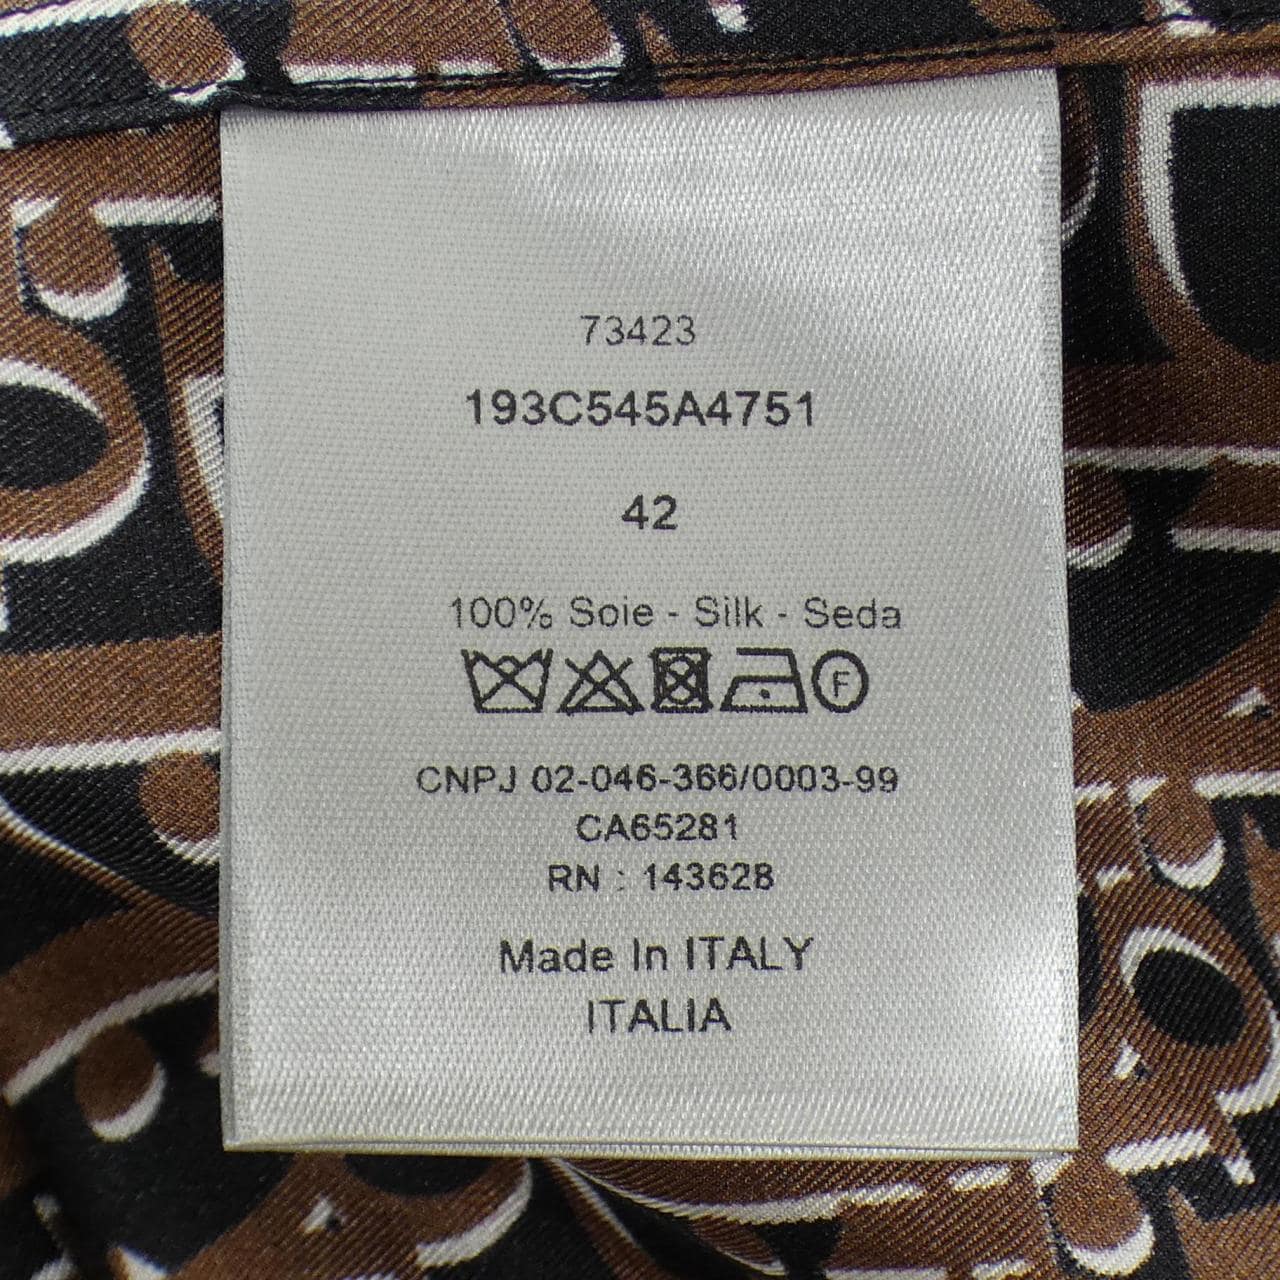 73423
193C545A4751
42
100% Soie - Silk - Seda
F
CNPJ 02-046-366/0003-99
CA65281
RN : 143628
Made In ITALY
ITALIA